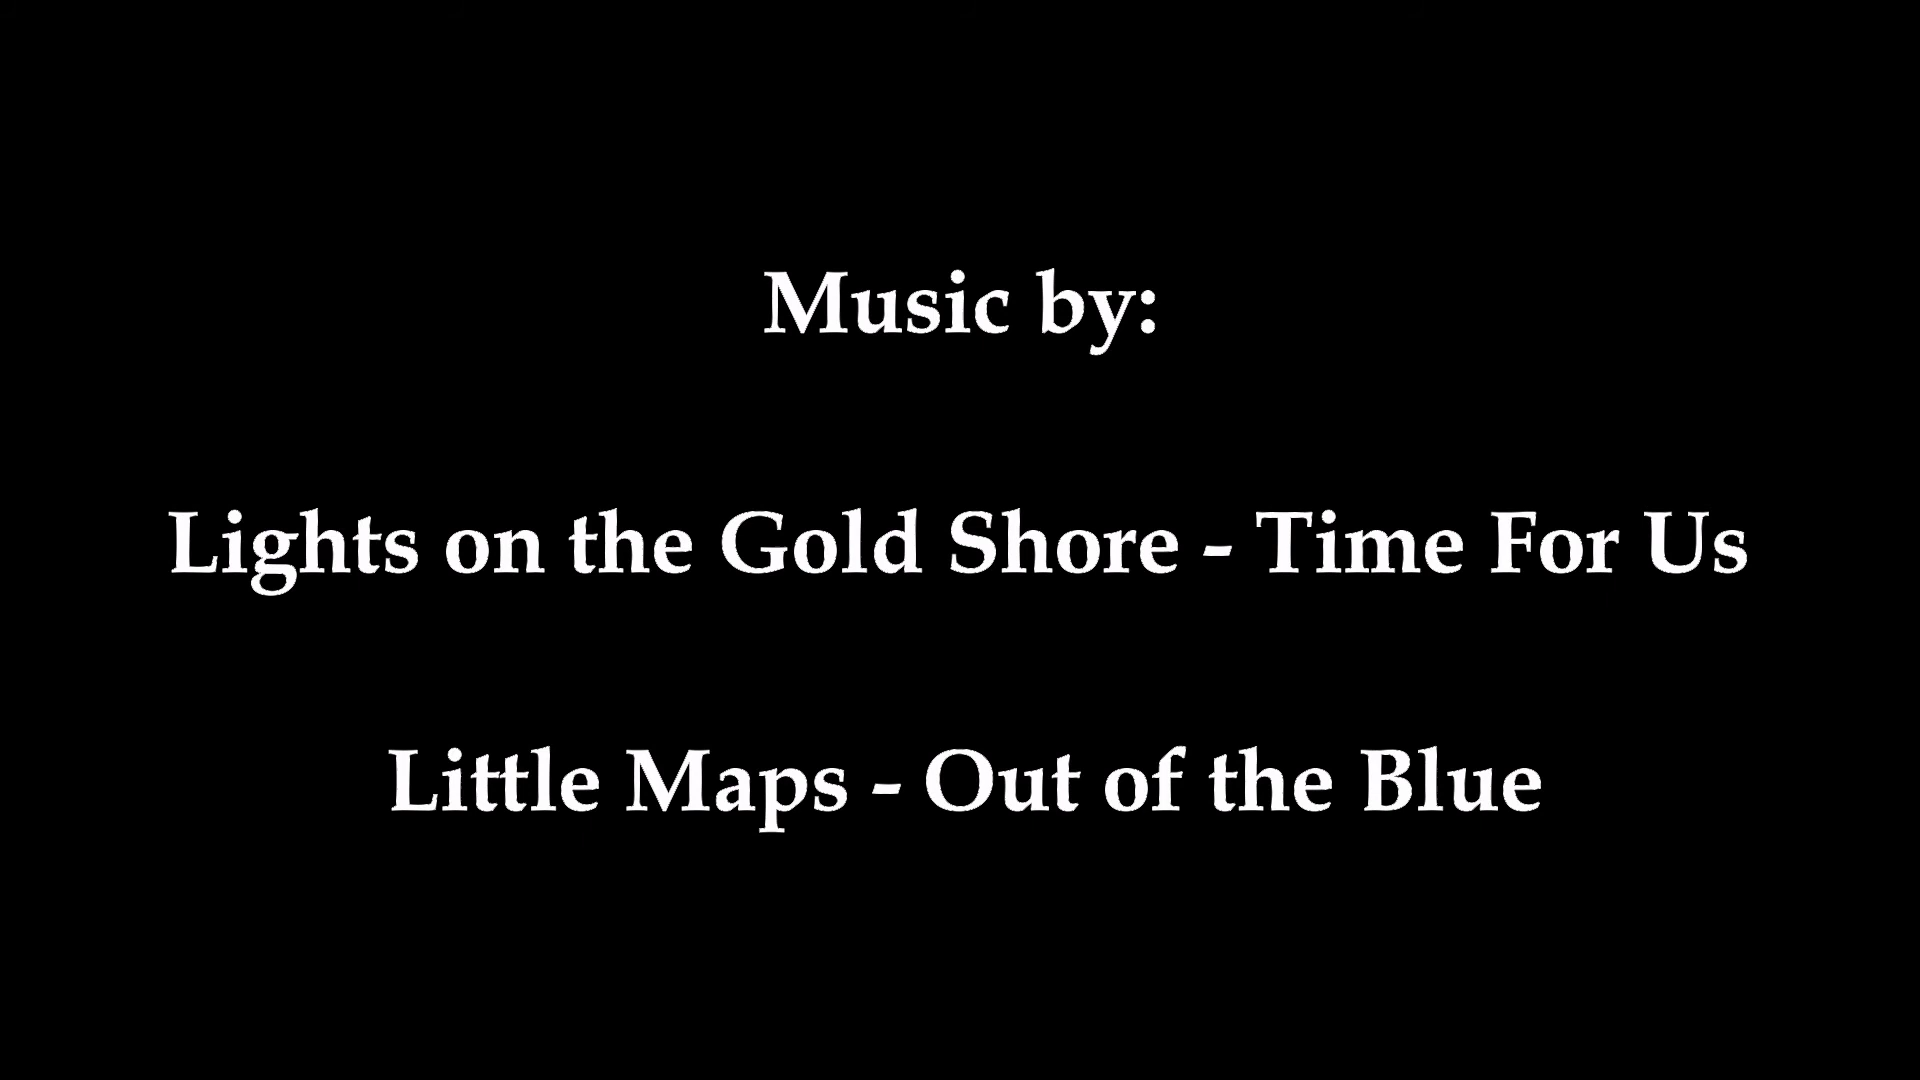 Music by:
Lights on the Gold Shore - Time For Us
Little Maps - Out of the Blue